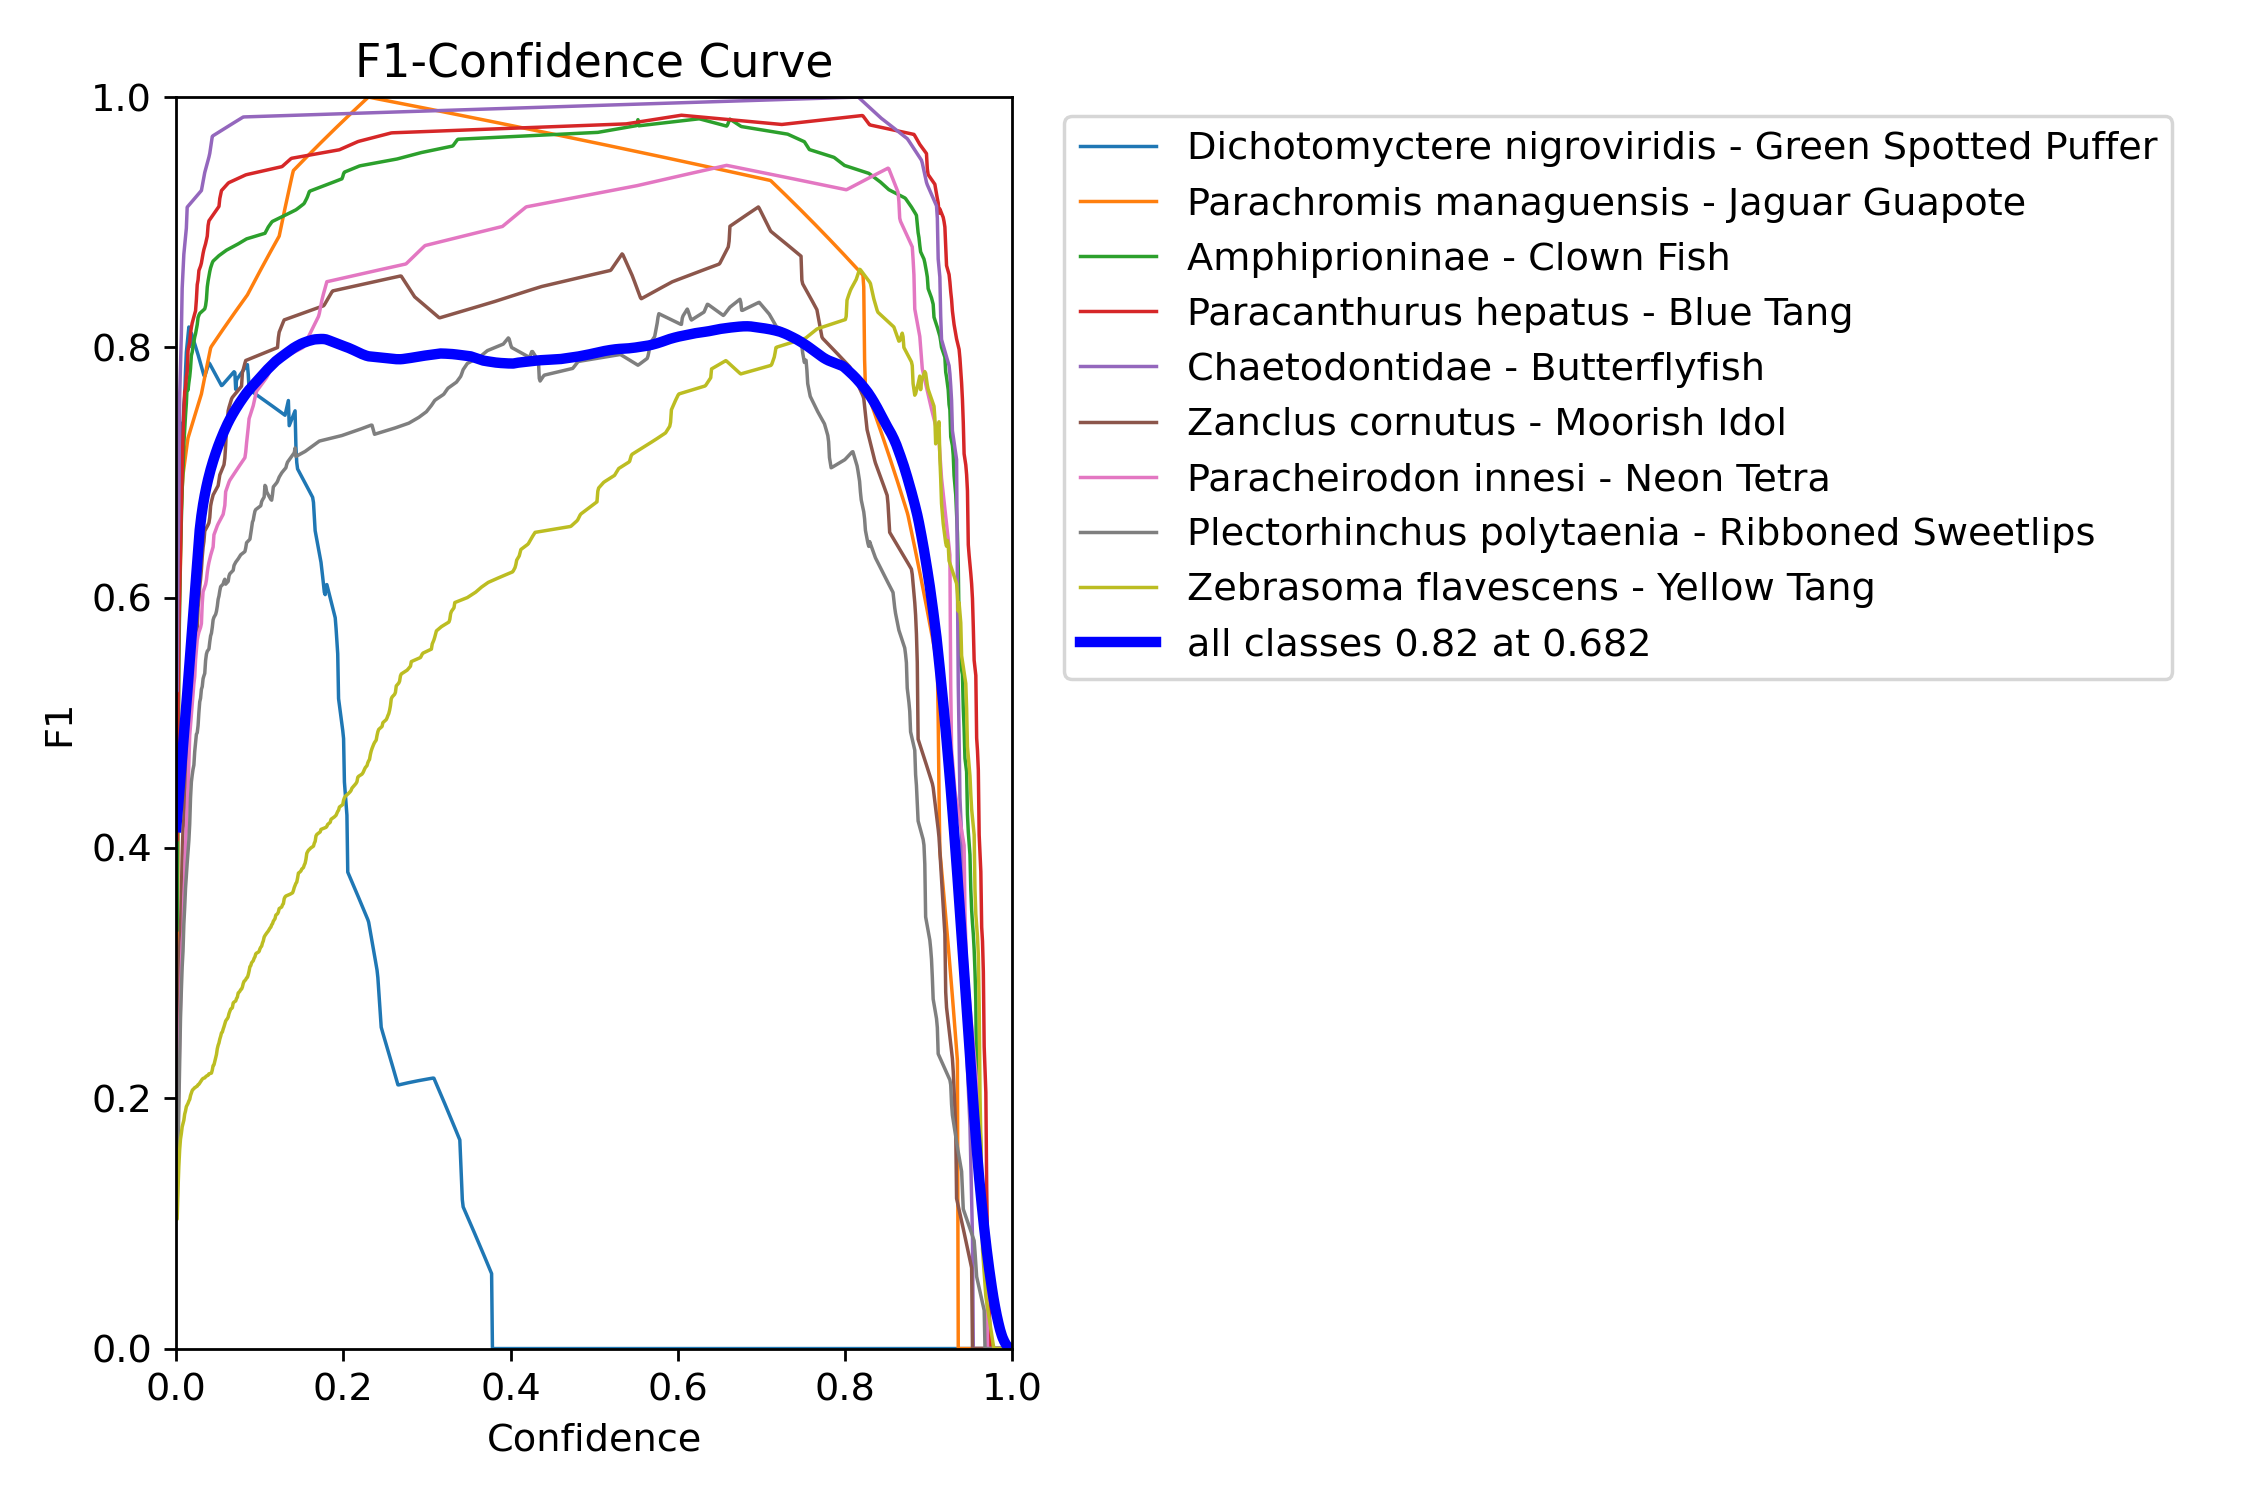 F1-Confidence Curve
1.0
0.8
0.6
0.4
0.2
0.0
F1
0.0 0.2 0.4 0.6 0.8 1.0
Confidence
Dichotomyctere nigroviridis - Green Spotted Puffer
Parachromis managuensis - Jaguar Guapote
Amphiprioninae - Clown Fish
Paracanthurus hepatus - Blue Tang
Chaetodontidae - Butterflyfish
Zanclus cornutus - Moorish Idol
Paracheirodon innesi - Neon Tetra
Plectorhinchus polytaenia - Ribboned Sweetlips
Zebrasoma flavescens - Yellow Tang
all classes 0.82 at 0.682